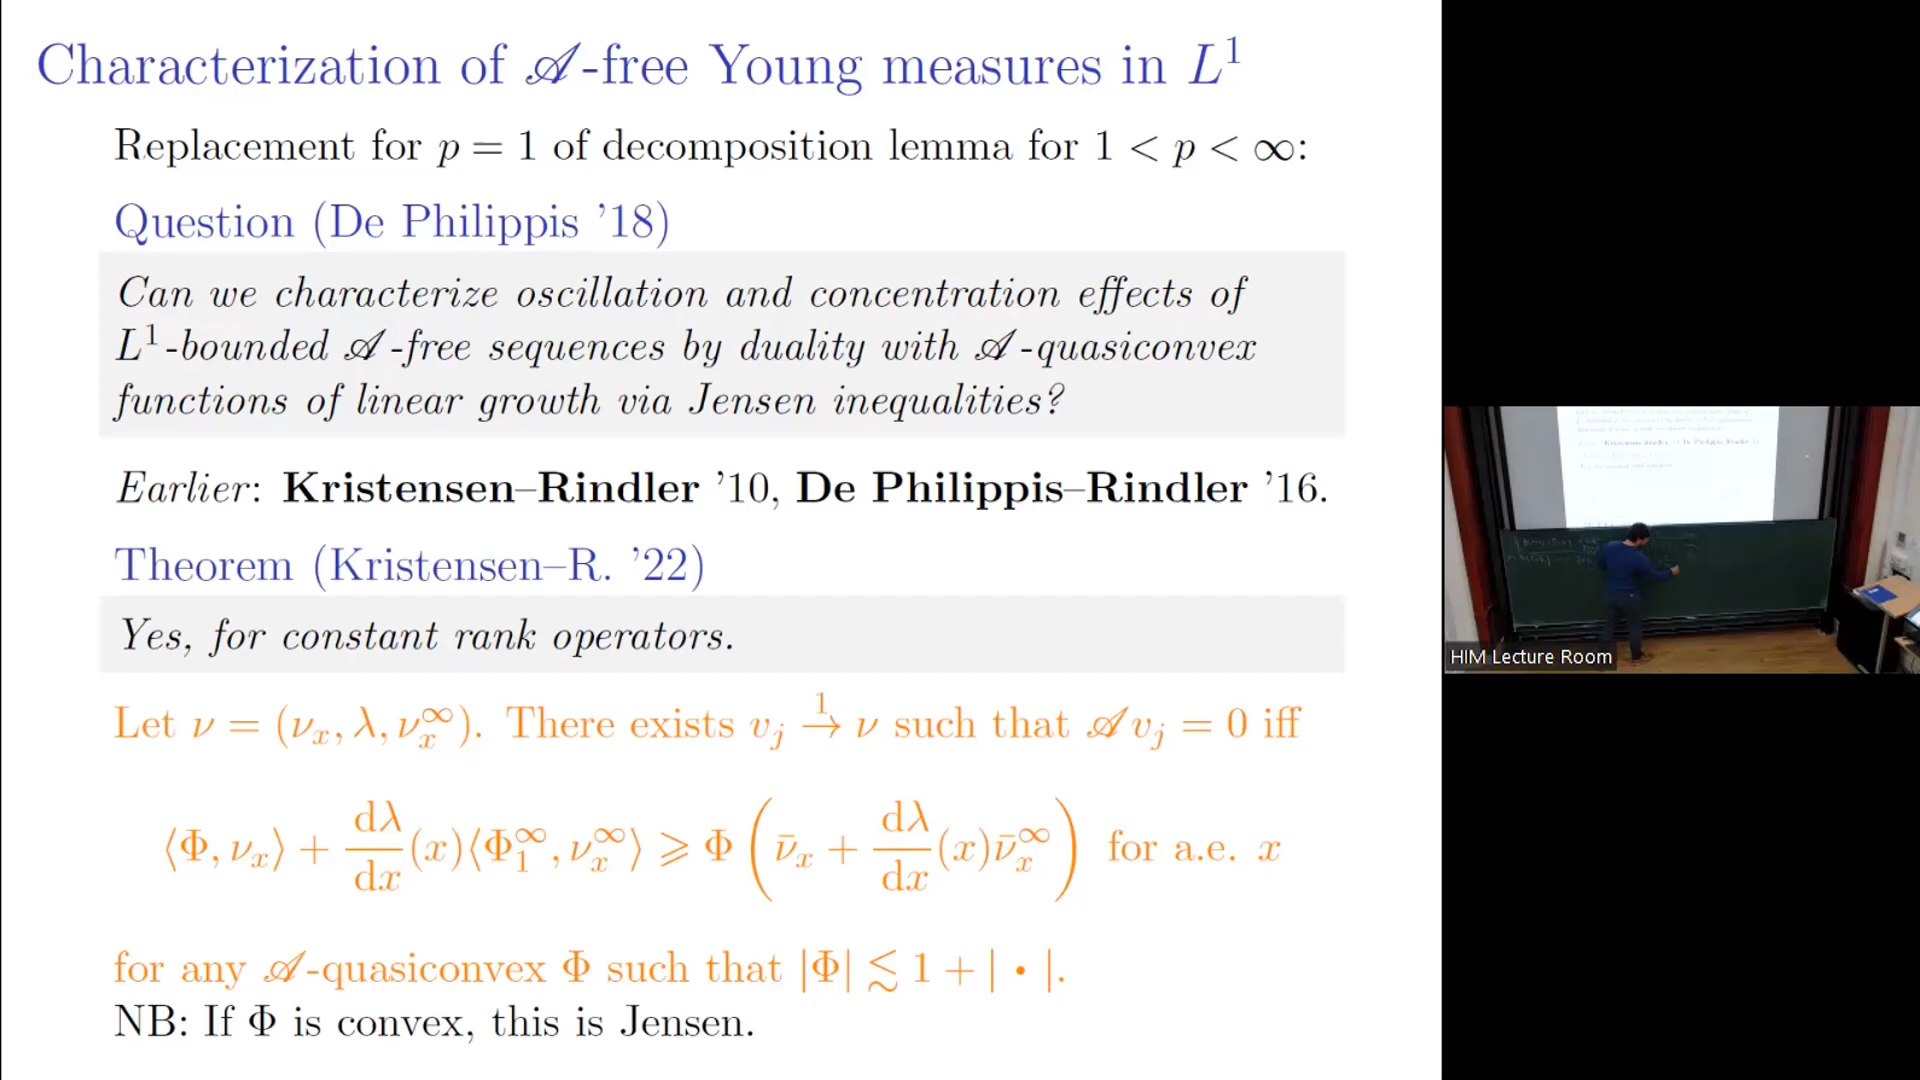 Characterization of 𝒜-free Young measures in L¹
Replacement for p = 1 of decomposition lemma for 1 < p < ∞:
Question (De Philippis ’18)
Can we characterize oscillation and concentration effects of
L¹-bounded 𝒜-free sequences by duality with 𝒜-quasiconvex
functions of linear growth via Jensen inequalities?
Earlier: Kristensen–Rindler ’10, De Philippis–Rindler ’16.
Theorem (Kristensen–R. ’22)
Yes, for constant rank operators.
Let ν = (νₓ, λ, νₓ^∞). There exists v_j →^1 ν such that 𝒜v_j = 0 iff
⟨Φ, νₓ⟩ + dλ/dx (x)⟨Φ₁^∞, νₓ^∞⟩ ⩾ Φ(ν̄ₓ + dλ/dx (x)ν̄ₓ^∞) for a.e. x
for any 𝒜-quasiconvex Φ such that |Φ| ≲ 1 + | • |.
NB: If Φ is convex, this is Jensen.
HIM Lecture Room